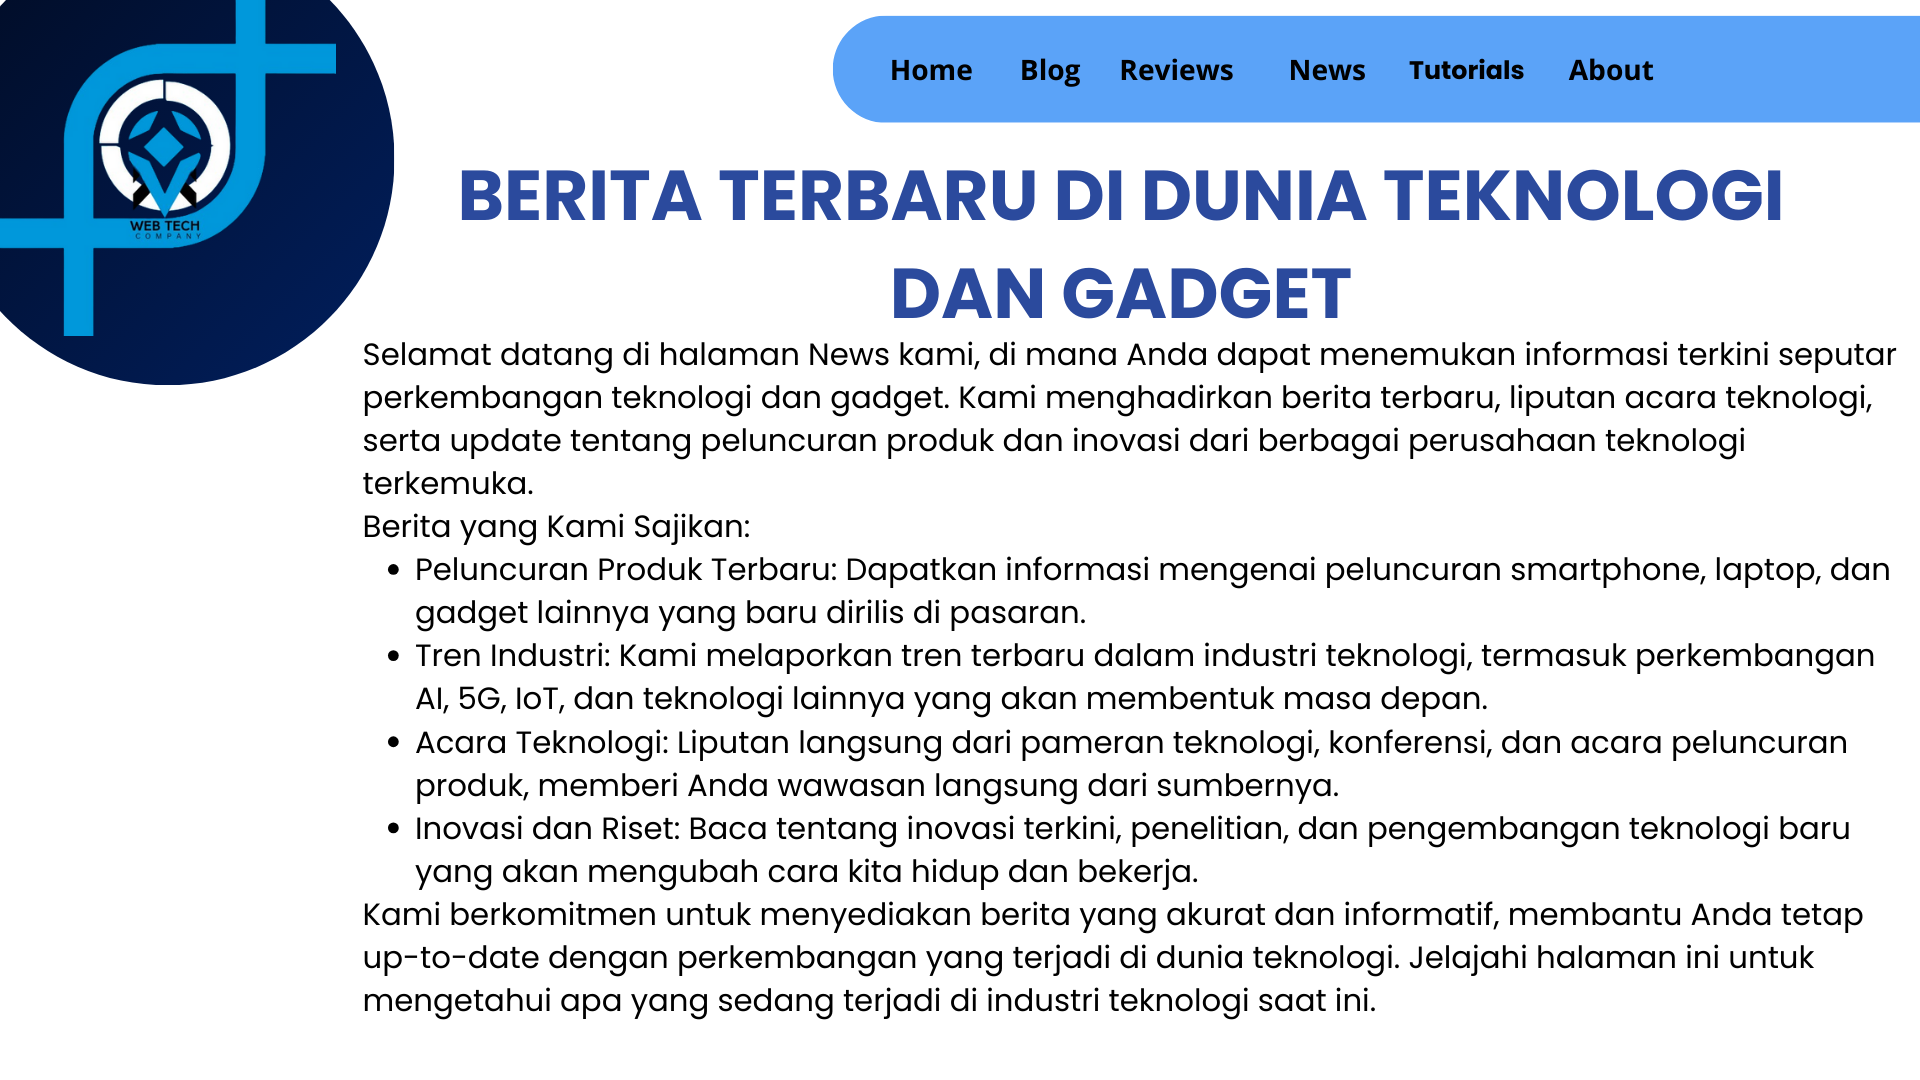 Home Blog Reviews News Tutorials About
WEB TECH
COMPANY
BERITA TERBARU DI DUNIA TEKNOLOGI
DAN GADGET
Selamat datang di halaman News kami, di mana Anda dapat menemukan informasi terkini seputar
perkembangan teknologi dan gadget. Kami menghadirkan berita terbaru, liputan acara teknologi,
serta update tentang peluncuran produk dan inovasi dari berbagai perusahaan teknologi
terkemuka.
Berita yang Kami Sajikan:
• Peluncuran Produk Terbaru: Dapatkan informasi mengenai peluncuran smartphone, laptop, dan
gadget lainnya yang baru dirilis di pasaran.
• Tren Industri: Kami melaporkan tren terbaru dalam industri teknologi, termasuk perkembangan
AI, 5G, IoT, dan teknologi lainnya yang akan membentuk masa depan.
• Acara Teknologi: Liputan langsung dari pameran teknologi, konferensi, dan acara peluncuran
produk, memberi Anda wawasan langsung dari sumbernya.
• Inovasi dan Riset: Baca tentang inovasi terkini, penelitian, dan pengembangan teknologi baru
yang akan mengubah cara kita hidup dan bekerja.
Kami berkomitmen untuk menyediakan berita yang akurat dan informatif, membantu Anda tetap
up-to-date dengan perkembangan yang terjadi di dunia teknologi. Jelajahi halaman ini untuk
mengetahui apa yang sedang terjadi di industri teknologi saat ini.